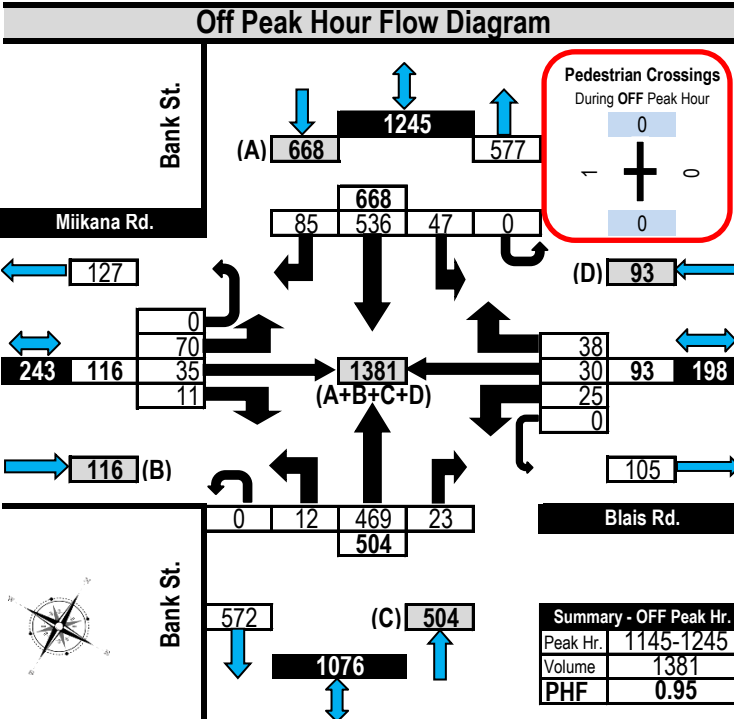 Off Peak Hour Flow Diagram
Bank St.
Pedestrian Crossings
During OFF Peak Hour
0
1
0
0
1245
(A) 668
577
668
85 536 47 0
Miikana Rd.
127
(D) 93
0
70
35
11
243 116
1381
(A+B+C+D)
38
30
25
0
93 198
116 (B)
105
0 12 469 23
504
Blais Rd.
Bank St.
572
(C) 504
1076
Summary - OFF Peak Hr.
Peak Hr. 1145-1245
Volume 1381
PHF 0.95